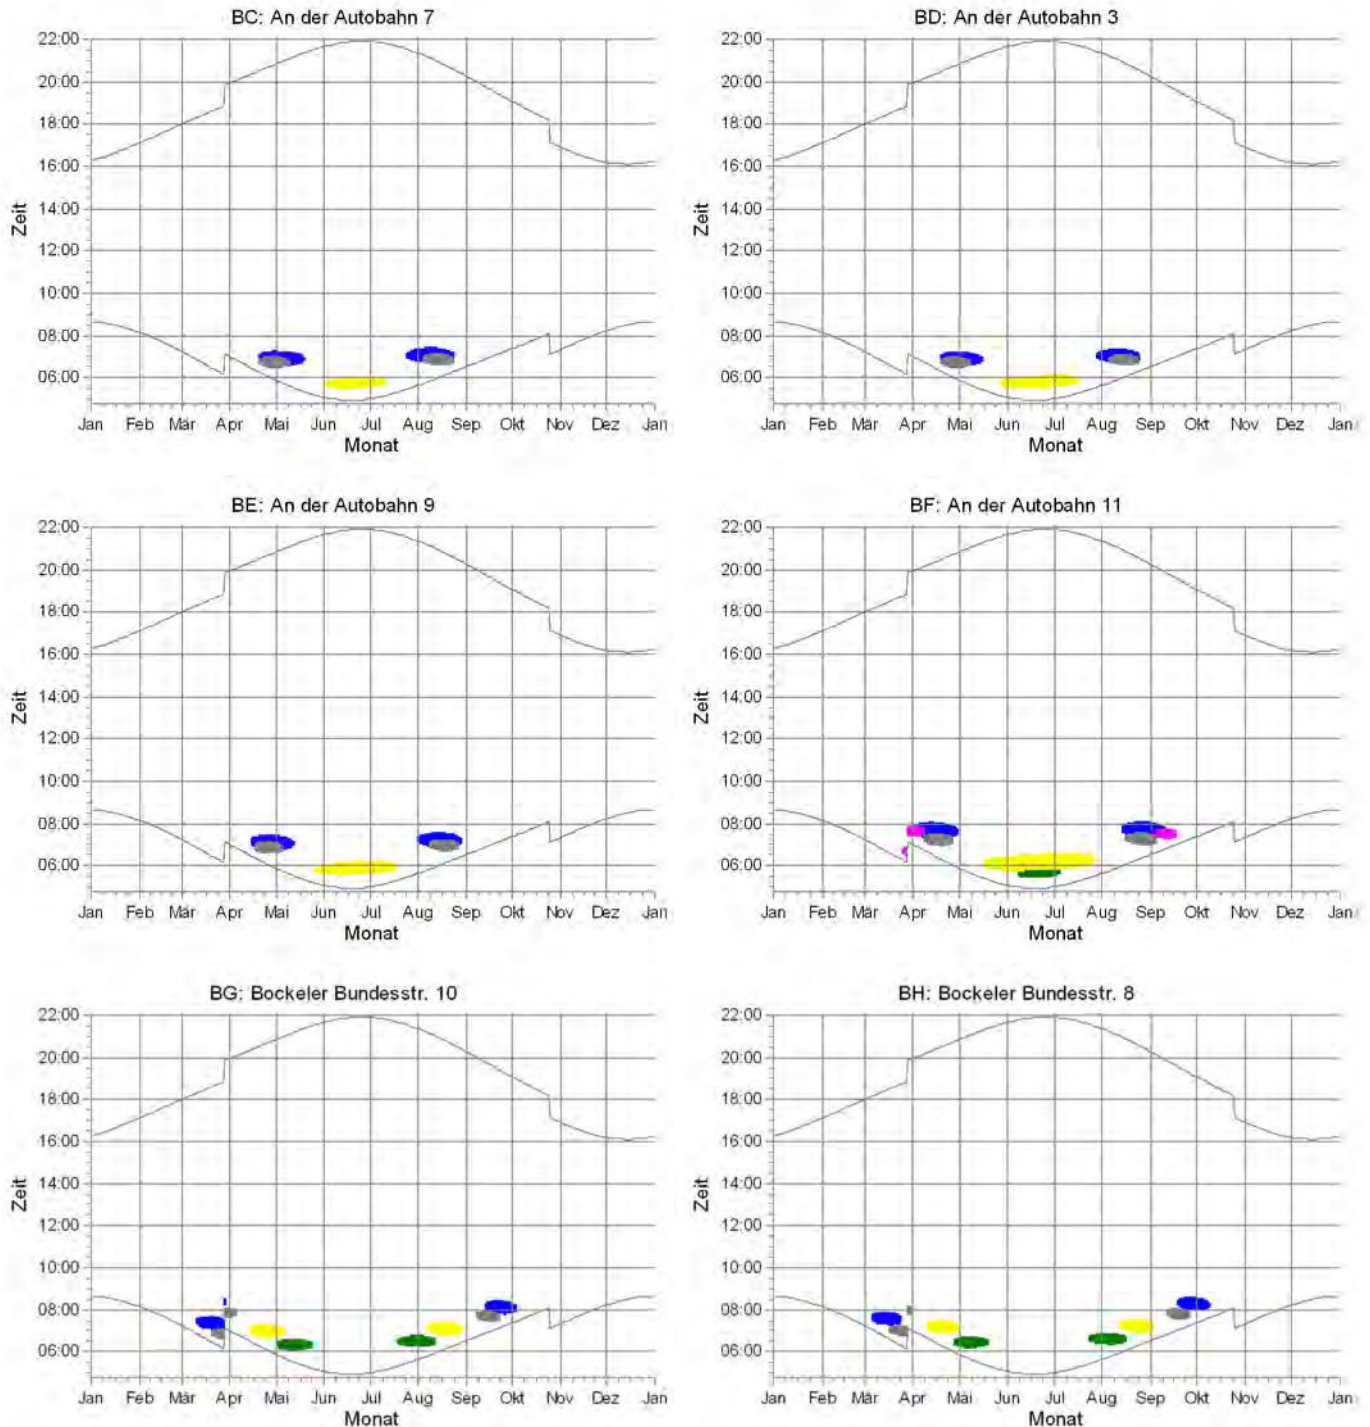 BC: An der Autobahn 7
22:00
20:00
18:00
16:00
14:00
12:00
10:00
08:00
06:00
Zeit
Jan Feb Mär Apr Mai Jun Jul Aug Sep Okt Nov Dez Jan
Monat
BD: An der Autobahn 3
22:00
20:00
18:00
16:00
14:00
12:00
10:00
08:00
06:00
Zeit
Jan Feb Mär Apr Mai Jun Jul Aug Sep Okt Nov Dez Jan
Monat
BE: An der Autobahn 9
22:00
20:00
18:00
16:00
14:00
12:00
10:00
08:00
06:00
Zeit
Jan Feb Mär Apr Mai Jun Jul Aug Sep Okt Nov Dez Jan
Monat
BF: An der Autobahn 11
22:00
20:00
18:00
16:00
14:00
12:00
10:00
08:00
06:00
Zeit
Jan Feb Mär Apr Mai Jun Jul Aug Sep Okt Nov Dez Jan
Monat
BG: Bockeler Bundesstr. 10
22:00
20:00
18:00
16:00
14:00
12:00
10:00
08:00
06:00
Zeit
Jan Feb Mär Apr Mai Jun Jul Aug Sep Okt Nov Dez Jan
Monat
BH: Bockeler Bundesstr. 8
22:00
20:00
18:00
16:00
14:00
12:00
10:00
08:00
06:00
Zeit
Jan Feb Mär Apr Mai Jun Jul Aug Sep Okt Nov Dez Jan
Monat